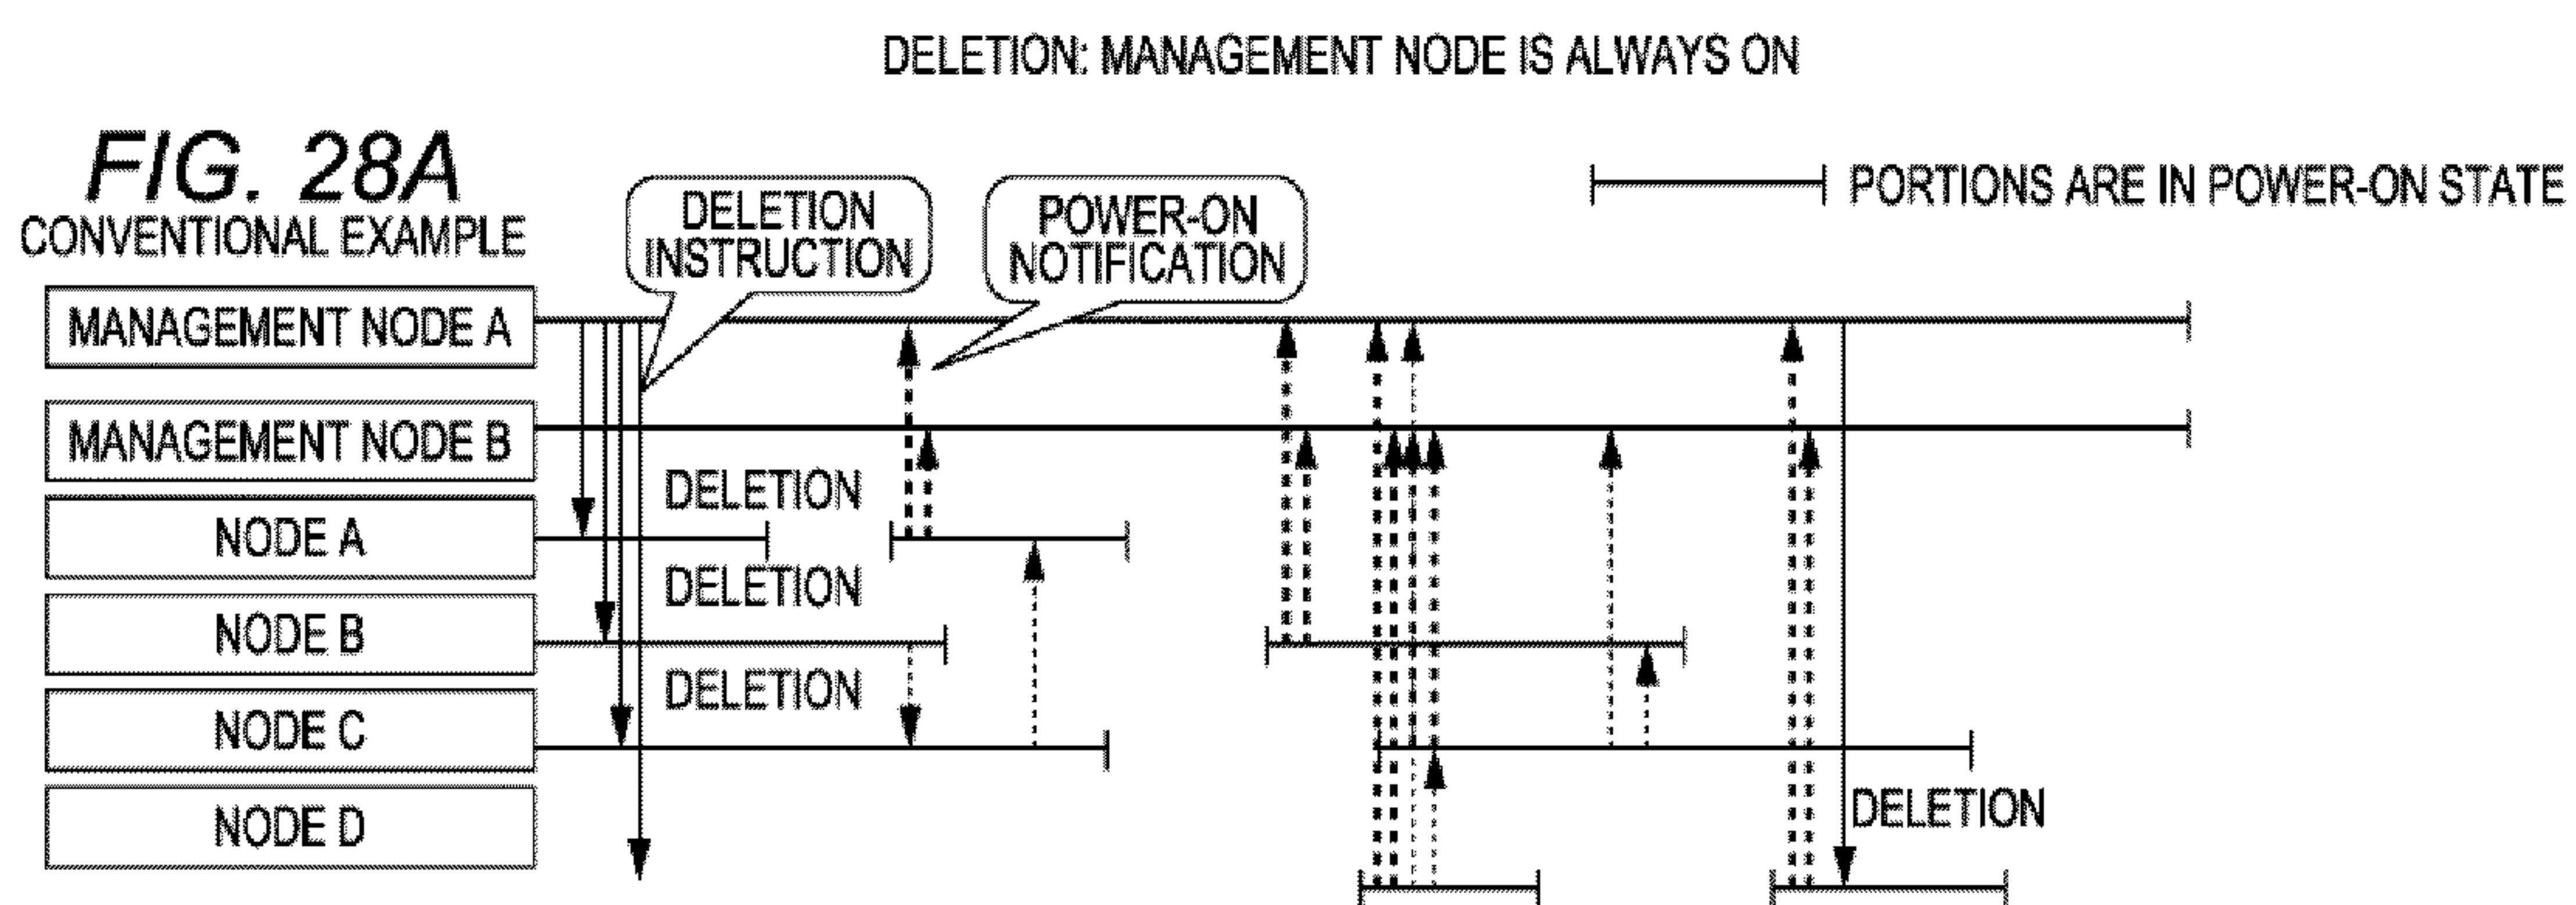 DELETION: MANAGEMENT NODE IS ALWAYS ON
FIG. 28A
CONVENTIONAL EXAMPLE
DELETION
INSTRUCTION
POWER-ON
NOTIFICATION
PORTIONS ARE IN POWER-ON STATE
MANAGEMENT NODE A
MANAGEMENT NODE B
DELETION
NODE A
DELETION
NODE B
DELETION
NODE C
NODE D
DELETION